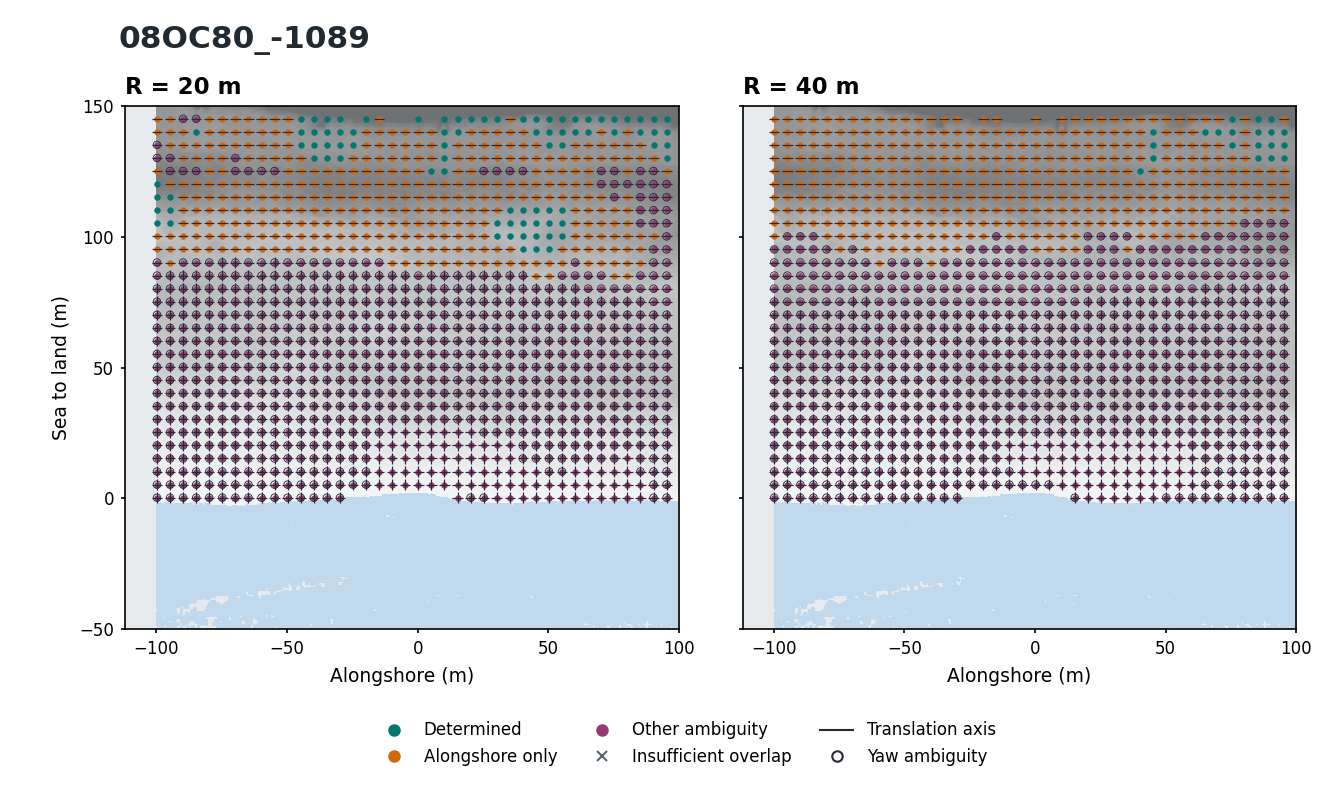 08OC80_-1089
R = 20 m
R = 40 m
150
100
50
0
−50
Sea to land (m)
−100
−50
0
50
100
−100
−50
0
50
100
Alongshore (m)
Alongshore (m)
Determined
Other ambiguity
Translation axis
Alongshore only
Insufficient overlap
Yaw ambiguity